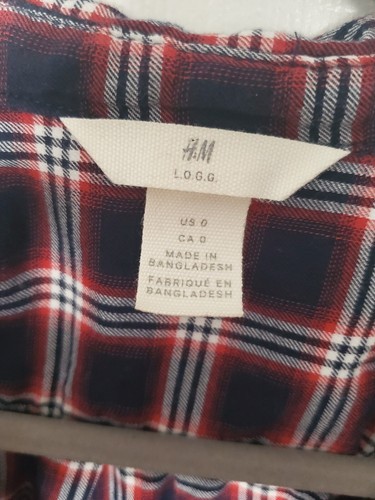 H&M
L.O.G.G.
US 0
CA 0
MADE IN
BANGLADESH
FABRIQUÉ EN
BANGLADESH